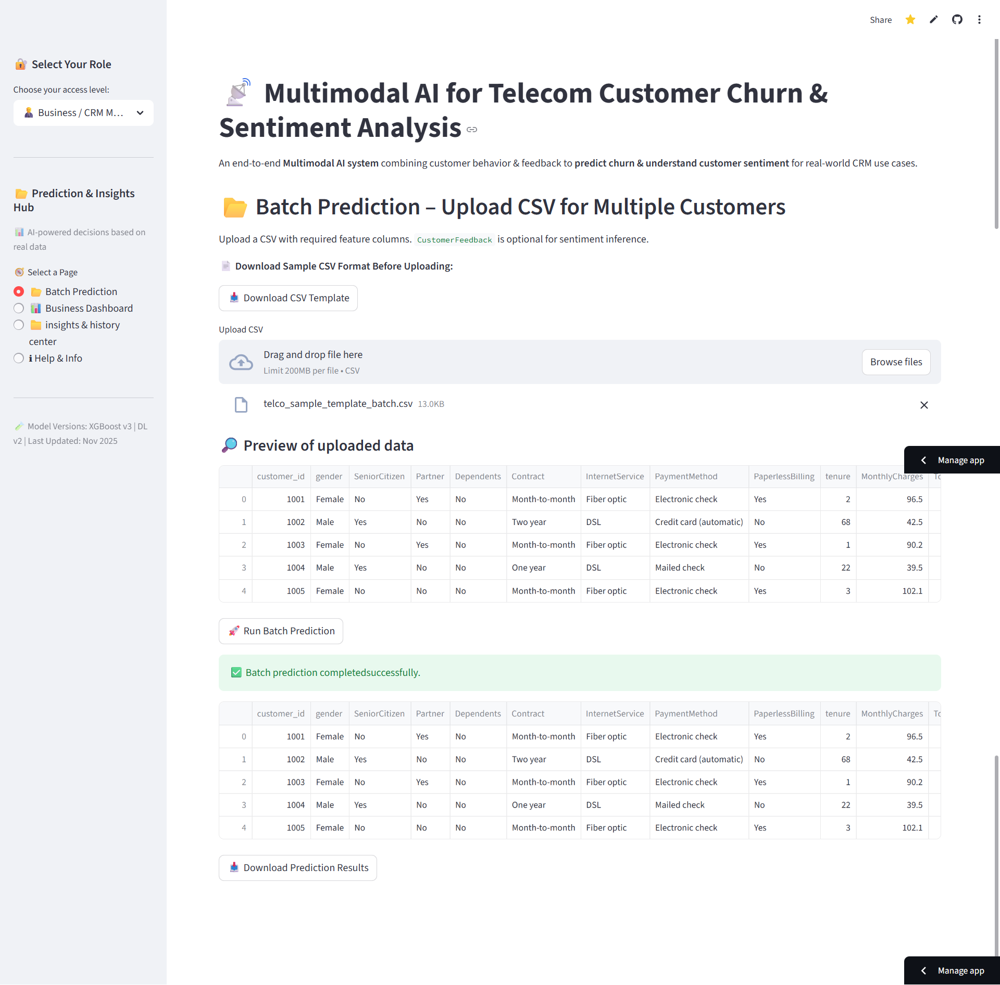 Share
Select Your Role
Choose your access level:
Business / CRM M...
Prediction & Insights
Hub
AI-powered decisions based on
real data
Select a Page
Batch Prediction
Business Dashboard
insights & history
center
Help & Info
Model Versions: XGBoost v3 | DL
v2 | Last Updated: Nov 2025
Multimodal AI for Telecom Customer Churn &
Sentiment Analysis
An end-to-end Multimodal AI system combining customer behavior & feedback to predict churn & understand customer sentiment for real-world CRM use cases.
Batch Prediction – Upload CSV for Multiple Customers
Upload a CSV with required feature columns. CustomerFeedback is optional for sentiment inference.
Download Sample CSV Format Before Uploading:
Download CSV Template
Upload CSV
Drag and drop file here
Limit 200MB per file • CSV
Browse files
telco_sample_template_batch.csv 13.0KB
Preview of uploaded data
Manage app
customer_id gender SeniorCitizen Partner Dependents Contract InternetService PaymentMethod PaperlessBilling tenure MonthlyCharges
0 1001 Female No Yes No Month-to-month Fiber optic Electronic check Yes 2 96.5
1 1002 Male Yes No No Two year DSL Credit card (automatic) No 68 42.5
2 1003 Female No Yes No Month-to-month Fiber optic Electronic check Yes 1 90.2
3 1004 Male Yes No No One year DSL Mailed check No 22 39.5
4 1005 Female No No No Month-to-month Fiber optic Electronic check Yes 3 102.1
Run Batch Prediction
Batch prediction completedsuccessfully.
customer_id gender SeniorCitizen Partner Dependents Contract InternetService PaymentMethod PaperlessBilling tenure MonthlyCharges
0 1001 Female No Yes No Month-to-month Fiber optic Electronic check Yes 2 96.5
1 1002 Male Yes No No Two year DSL Credit card (automatic) No 68 42.5
2 1003 Female No Yes No Month-to-month Fiber optic Electronic check Yes 1 90.2
3 1004 Male Yes No No One year DSL Mailed check No 22 39.5
4 1005 Female No No No Month-to-month Fiber optic Electronic check Yes 3 102.1
Download Prediction Results
Manage app